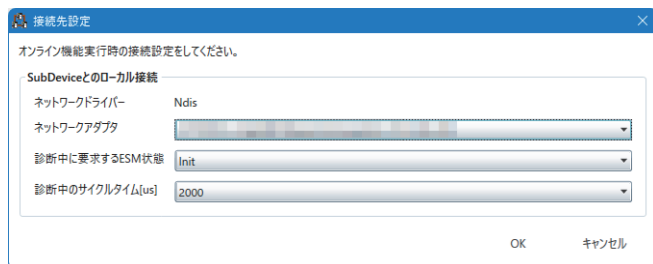 接続先設定
オンライン機能実行時の接続設定をしてください。
SubDeviceとのローカル接続
ネットワークドライバー Ndis
ネットワークアダプタ
診断中に要求するESM状態 Init
診断中のサイクルタイム[us] 2000
OK キャンセル